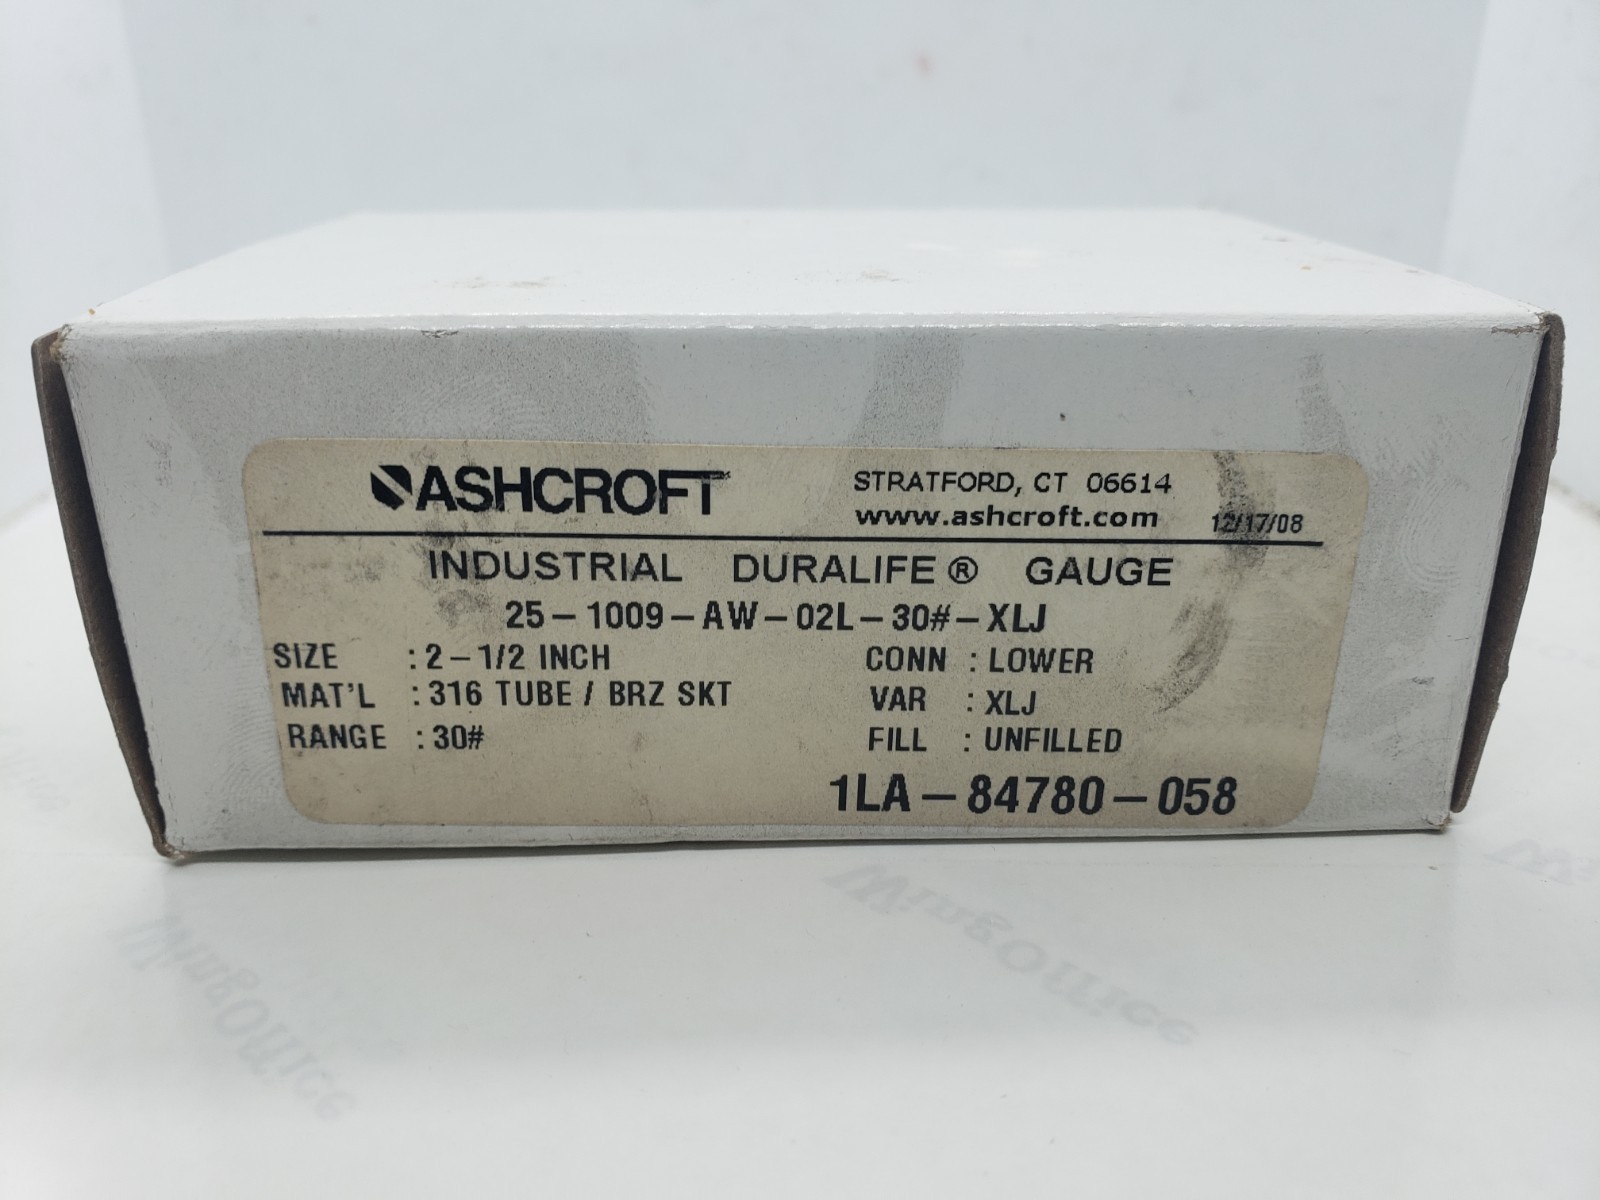 ASHCROFT
STRATFORD, CT 06614
www.ashcroft.com 12/17/08
INDUSTRIAL DURALIFE® GAUGE
25-1009-AW-02L-30#-XLJ
SIZE : 2-1/2 INCH CONN : LOWER
MAT'L : 316 TUBE / BRZ SKT VAR : XLJ
RANGE : 30# FILL : UNFILLED
1LA-84780-058